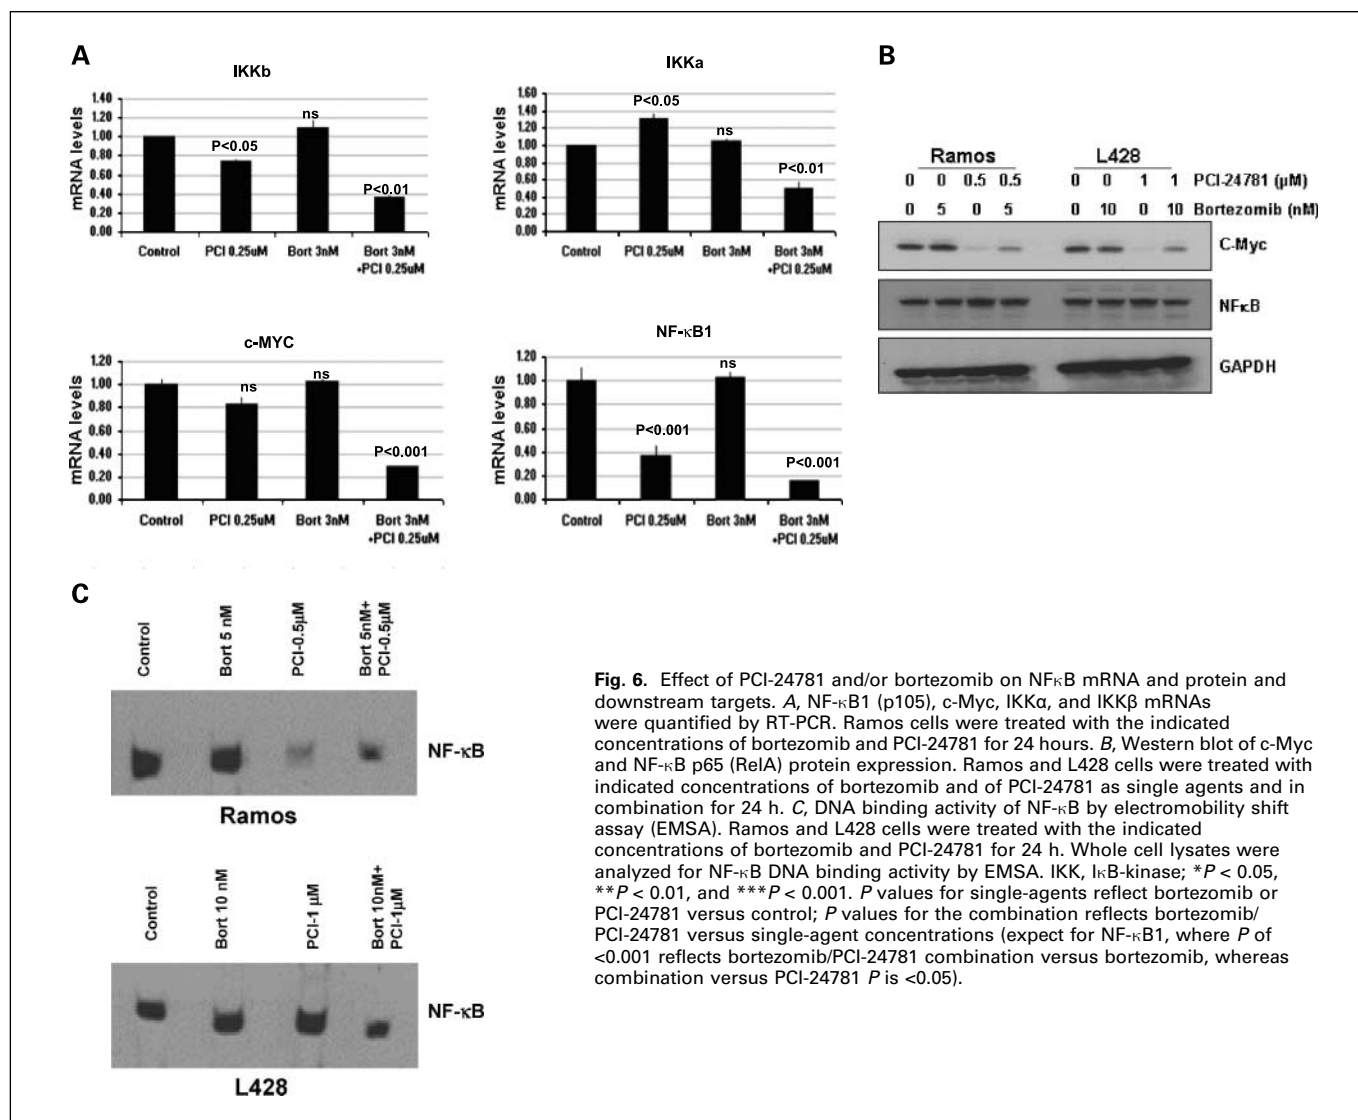 A
IKKb
mRNA levels
1.40
1.20
1.00
0.80
0.60
0.40
0.20
0.00
P<0.05
ns
P<0.01
Control PCI 0.25uM Bort 3nM Bort 3nM
+PCI 0.25uM
IKKa
mRNA levels
1.60
1.40
1.20
1.00
0.80
0.60
0.40
0.20
0.00
P<0.05
ns
P<0.01
Control PCI 0.25uM Bort 3nM Bort 3nM
+PCI 0.25uM
c-MYC
mRNA levels
1.20
1.00
0.80
0.60
0.40
0.20
0.00
ns
ns
P<0.001
Control PCI 0.25uM Bort 3nM Bort 3nM
+PCI 0.25uM
NF-κB1
mRNA levels
1.20
1.00
0.80
0.60
0.40
0.20
0.00
P<0.001
ns
P<0.001
Control PCI 0.25uM Bort 3nM Bort 3nM
+PCI 0.25uM
B
Ramos L428
0 0 0.5 0.5 0 0 1 1 PCI-24781 (μM)
0 5 0 5 0 10 0 10 Bortezomib (nM)
C-Myc
NFκB
GAPDH
C
Control
Bort 5 nM
PCI-0.5μM
Bort 5nM+
PCI-0.5μM
NF-κB
Ramos
Control
Bort 10 nM
PCI-1 μM
Bort 10nM+
PCI-1μM
NF-κB
L428
Fig. 6. Effect of PCI-24781 and/or bortezomib on NFκB mRNA and protein and
downstream targets. A, NF-κB1 (p105), c-Myc, IKKα, and IKKβ mRNAs
were quantified by RT-PCR. Ramos cells were treated with the indicated
concentrations of bortezomib and PCI-24781 for 24 hours. B, Western blot of c-Myc
and NF-κB p65 (RelA) protein expression. Ramos and L428 cells were treated with
indicated concentrations of bortezomib and of PCI-24781 as single agents and in
combination for 24 h. C, DNA binding activity of NF-κB by electromobility shift
assay (EMSA). Ramos and L428 cells were treated with the indicated
concentrations of bortezomib and PCI-24781 for 24 h. Whole cell lysates were
analyzed for NF-κB DNA binding activity by EMSA. IKK, IκB-kinase; *P < 0.05,
**P < 0.01, and ***P < 0.001. P values for single-agents reflect bortezomib or
PCI-24781 versus control; P values for the combination reflects bortezomib/
PCI-24781 versus single-agent concentrations (expect for NF-κB1, where P of
<0.001 reflects bortezomib/PCI-24781 combination versus bortezomib, whereas
combination versus PCI-24781 P is <0.05).